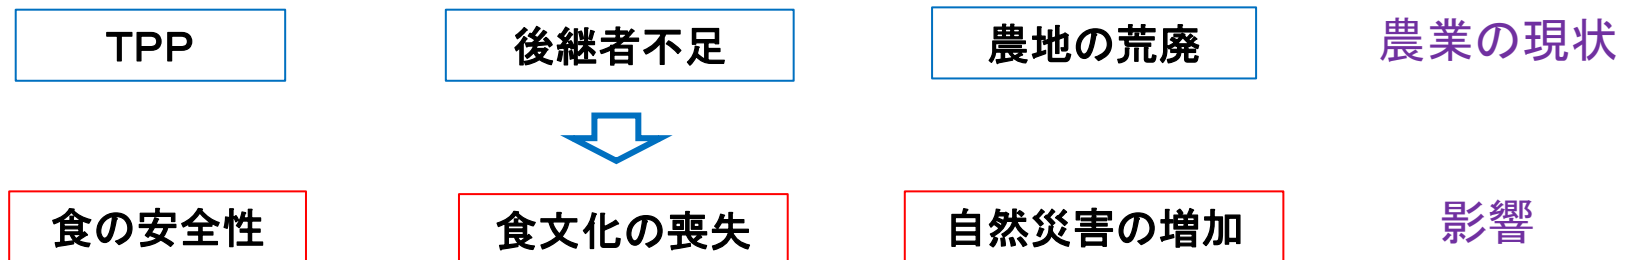 TPP 後継者不足 農地の荒廃 農業の現状
食の安全性 食文化の喪失 自然災害の増加 影響